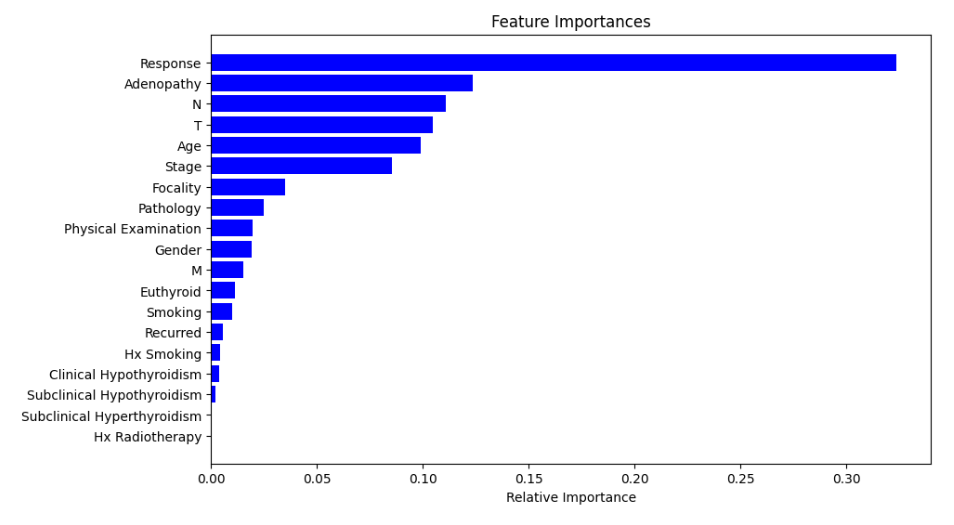 Feature Importances
Response
Adenopathy
N
T
Age
Stage
Focality
Pathology
Physical Examination
Gender
M
Euthyroid
Smoking
Recurred
Hx Smoking
Clinical Hypothyroidism
Subclinical Hypothyroidism
Subclinical Hyperthyroidism
Hx Radiotherapy
0.00 0.05 0.10 0.15 0.20 0.25 0.30
Relative Importance